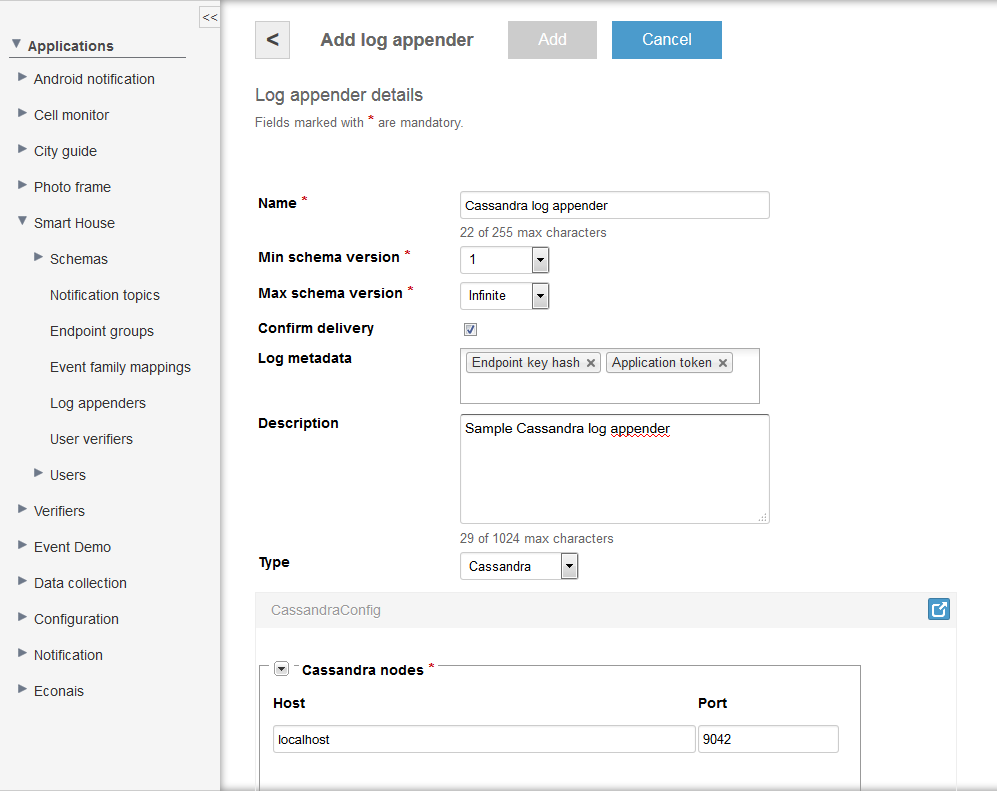 <<
Applications
Android notification
Cell monitor
City guide
Photo frame
Smart House
Schemas
Notification topics
Endpoint groups
Event family mappings
Log appenders
User verifiers
Users
Verifiers
Event Demo
Data collection
Configuration
Notification
Econais
< Add log appender Add Cancel
Log appender details
Fields marked with * are mandatory.
Name * Cassandra log appender
22 of 255 max characters
Min schema version * 1
Max schema version * Infinite
Confirm delivery
Log metadata Endpoint key hash × Application token ×
Description Sample Cassandra log appender
29 of 1024 max characters
Type Cassandra
CassandraConfig
Cassandra nodes *
Host Port
localhost 9042